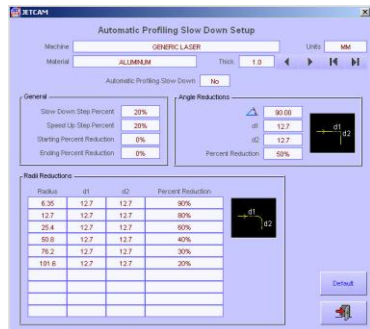 JETCAM
Automatic Profiling Slow Down Setup
Machine GENERIC LASER Units MM
Material ALUMINUM Thick. 1.0
Automatic Profiling Slow Down No
General
Slow Down Step Percent 20%
Speed Up Step Percent 20%
Starting Percent Reduction 0%
Ending Percent Reduction 0%
Angle Reductions
90.00
d1 12.7
d2 12.7
Percent Reduction 50%
d1
d2
Radii Reductions
Radius d1 d2 Percent Reduction
6.35 12.7 12.7 90%
12.7 12.7 12.7 80%
25.4 12.7 12.7 60%
50.8 12.7 12.7 40%
76.2 12.7 12.7 30%
101.6 12.7 12.7 20%
d1
d2
Default